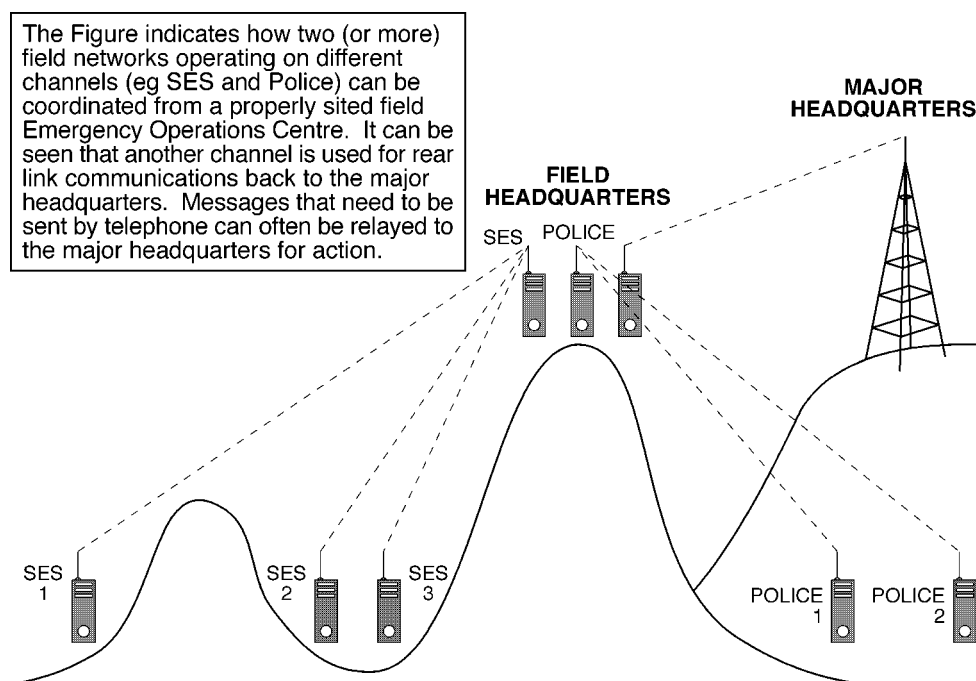 The Figure indicates how two (or more)
field networks operating on different
channels (eg SES and Police) can be
coordinated from a properly sited field
Emergency Operations Centre. It can be
seen that another channel is used for rear
link communications back to the major
headquarters. Messages that need to be
sent by telephone can often be relayed to
the major headquarters for action.
MAJOR
HEADQUARTERS
FIELD
HEADQUARTERS
SES
POLICE
SES
1
SES
2
SES
3
POLICE
1
POLICE
2